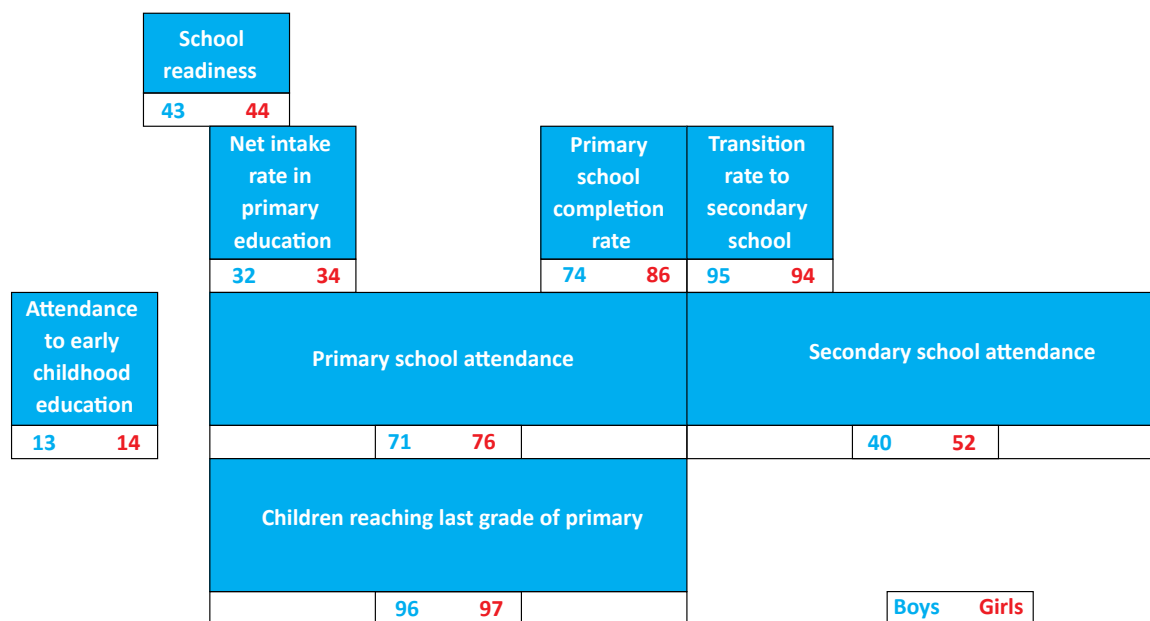 School
readiness
43 44
Net intake
rate in
primary
education
32 34
Primary
school
completion
rate
74 86
Transition
rate to
secondary
school
95 94
Attendance
to early
childhood
education
13 14
Primary school attendance
71 76
Secondary school attendance
40 52
Children reaching last grade of primary
96 97
Boys Girls